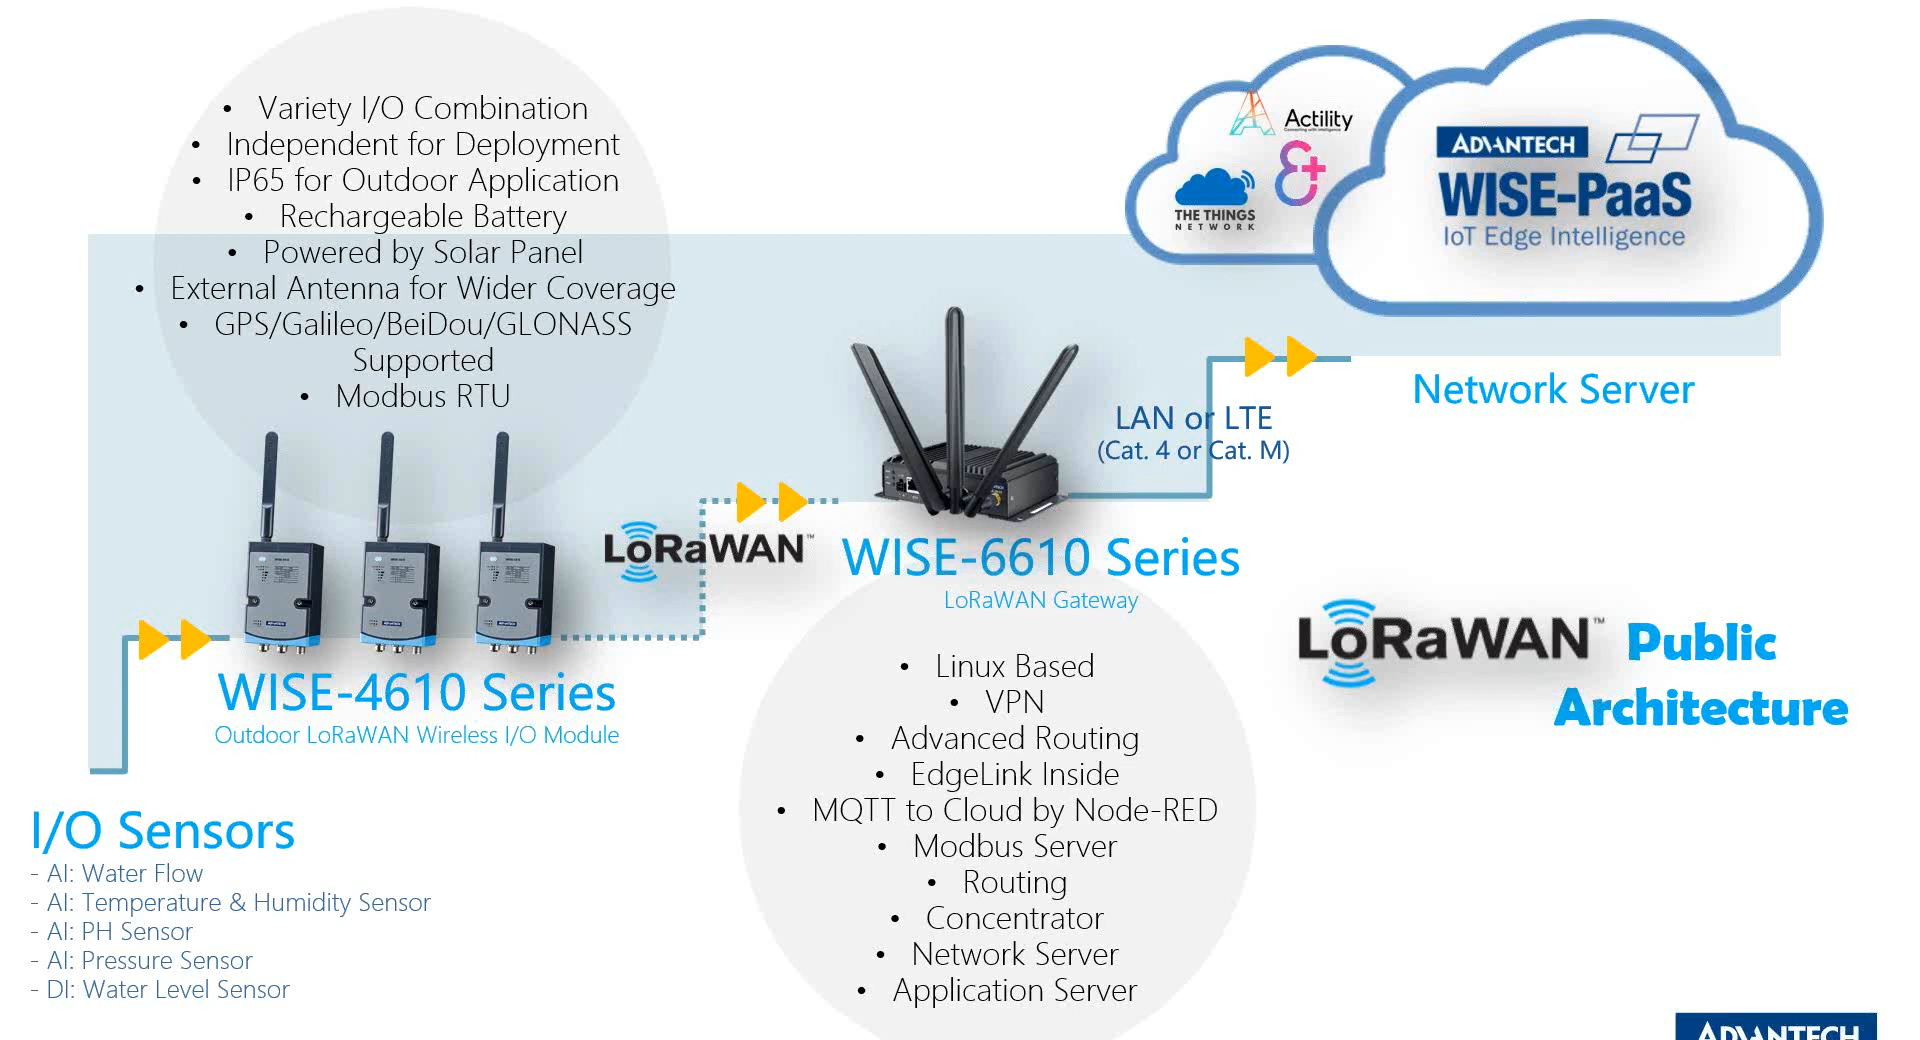 • Variety I/O Combination
• Independent for Deployment
• IP65 for Outdoor Application
• Rechargeable Battery
• Powered by Solar Panel
• External Antenna for Wider Coverage
• GPS/Galileo/BeiDou/GLONASS
Supported
• Modbus RTU
Actility
Connecting with intelligence
THE THINGS
NETWORK
ADVANTECH
WISE-PaaS
IoT Edge Intelligence
Network Server
LAN or LTE
(Cat. 4 or Cat. M)
LoRaWAN™
WISE-6610 Series
LoRaWAN Gateway
WISE-4610 Series
Outdoor LoRaWAN Wireless I/O Module
LoRaWAN™ Public
Architecture
• Linux Based
• VPN
• Advanced Routing
• EdgeLink Inside
• MQTT to Cloud by Node-RED
• Modbus Server
• Routing
• Concentrator
• Network Server
• Application Server
I/O Sensors
- AI: Water Flow
- AI: Temperature & Humidity Sensor
- AI: PH Sensor
- AI: Pressure Sensor
- DI: Water Level Sensor
ADVANTECH